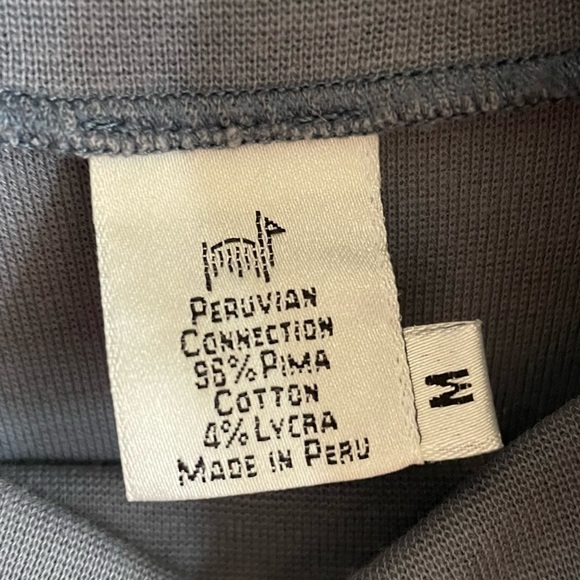 PERUVIAN
CONNECTION
96% PIMA
COTTON
4% LYCRA
MADE IN PERU
M